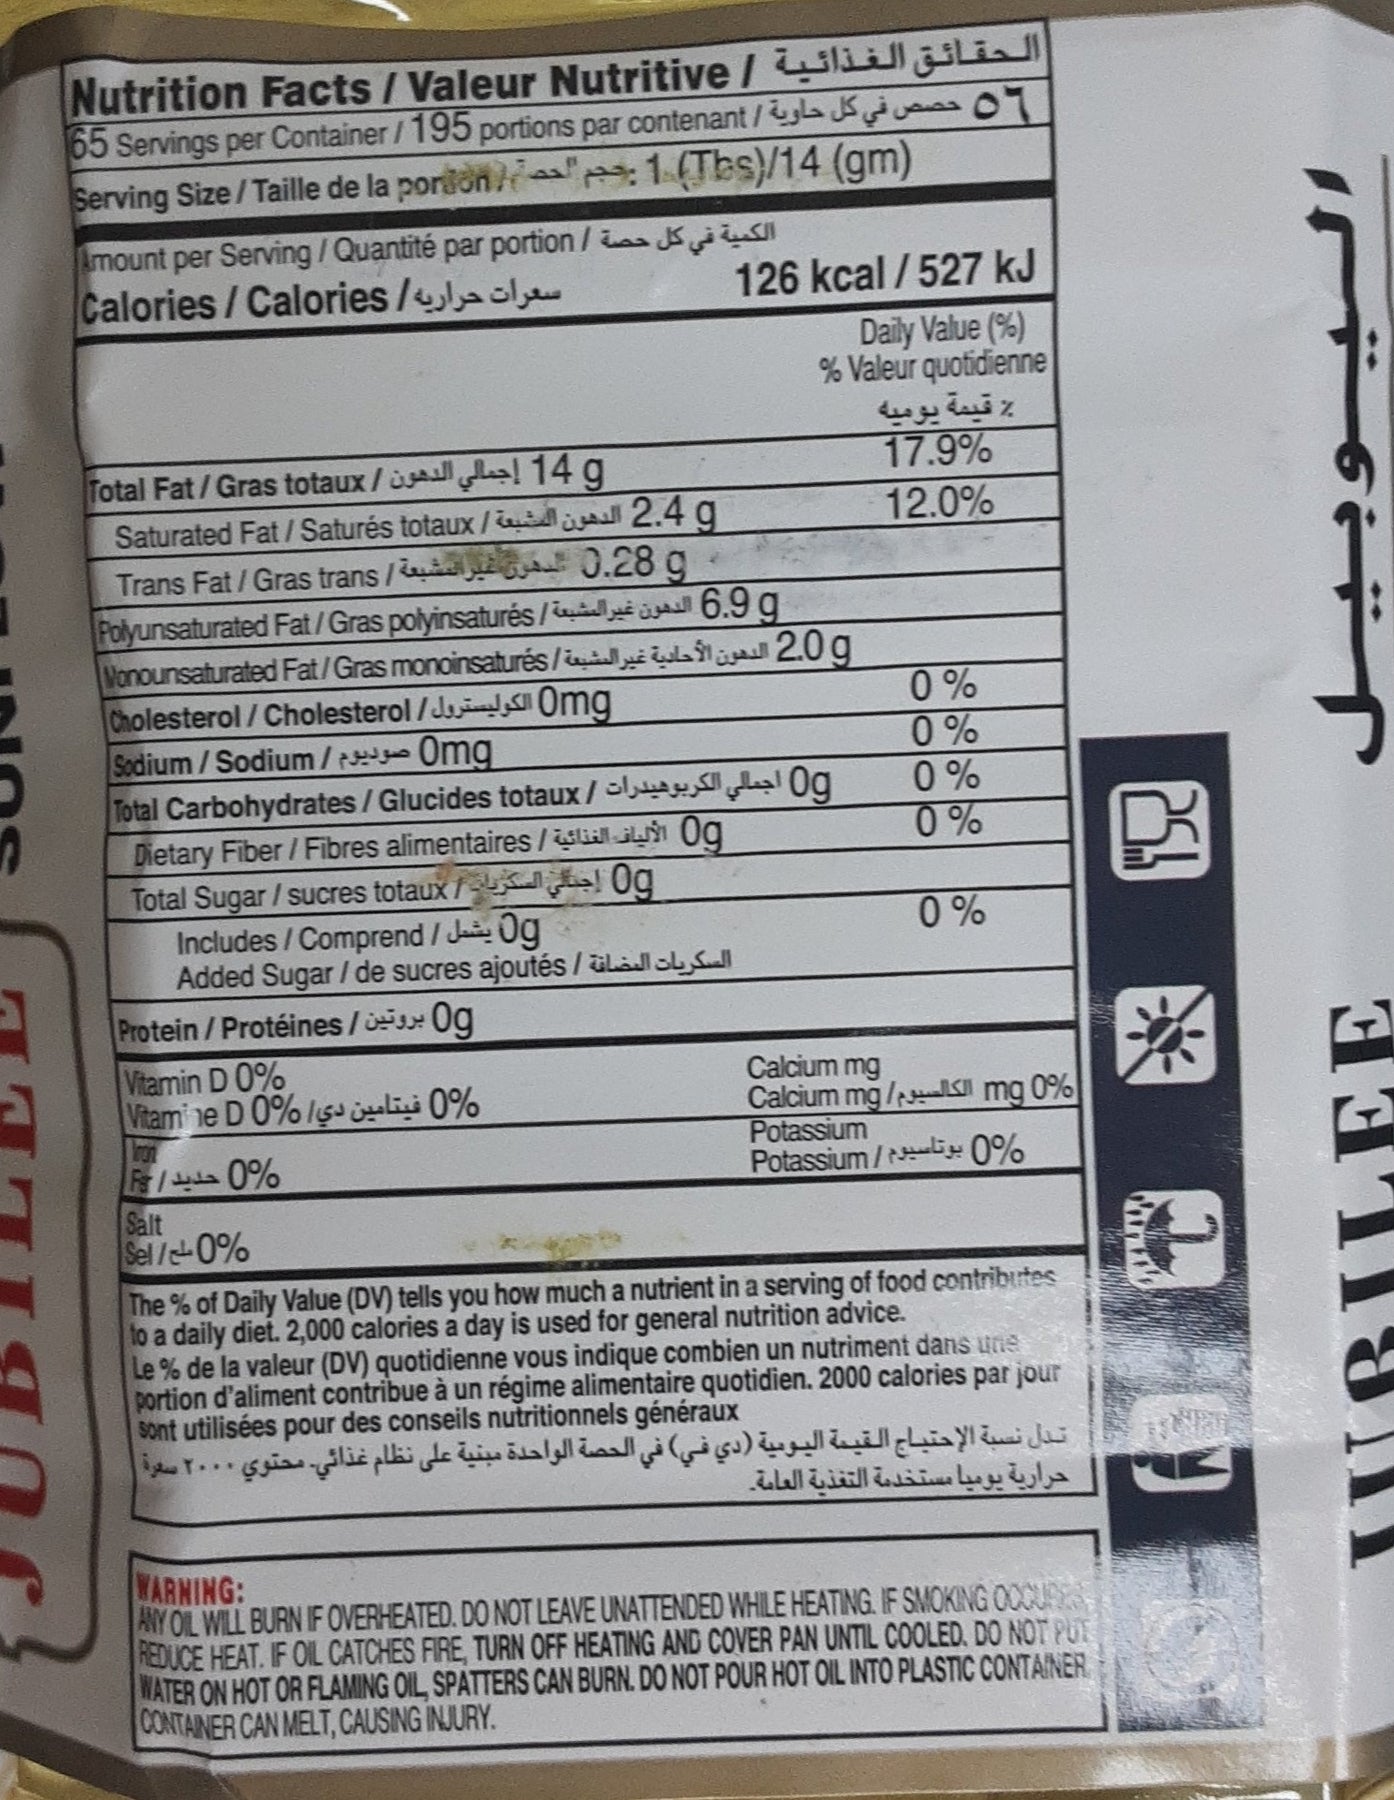 Nutrition Facts / Valeur Nutritive / الحقائق الغذائية
65 Servings per Container / 195 portions par contenant / حصص في كل حاوية ٥٦
Serving Size / Taille de la portion / حجم الحصة: 1 (Tbs)/14 (gm)
Amount per Serving / Quantité par portion / الكمية في كل حصة
Calories / Calories / سعرات حراريه 126 kcal / 527 kJ
Daily Value (%)
% Valeur quotidienne
٪ قيمة يوميه
Total Fat / Gras totaux / إجمالي الدهون 14 g 17.9%
Saturated Fat / Saturés totaux / الدهون المشبعة 2.4 g 12.0%
Trans Fat / Gras trans / الدهون غير المشبعة 0.28 g
Polyunsaturated Fat / Gras polyinsaturés / الدهون غير المشبعة 6.9 g
Monounsaturated Fat / Gras monoinsaturés / الدهون الأحادية غير المشبعة 2.0 g
Cholesterol / Cholesterol / الكوليسترول 0mg 0 %
Sodium / Sodium / صوديوم 0mg 0 %
Total Carbohydrates / Glucides totaux / اجمالي الكربوهيدرات 0g 0 %
Dietary Fiber / Fibres alimentaires / الألياف الغذائية 0g 0 %
Total Sugar / sucres totaux / إجمالي السكريات 0g
Includes / Comprend / يشمل 0g 0 %
Added Sugar / de sucres ajoutés / السكريات المضافة
Protein / Protéines / بروتين 0g
Vitamin D 0% Calcium mg
Vitamine D 0% / فيتامين دي 0% Calcium mg / الكالسيوم mg 0%
Iron Potassium
Fer / حديد 0% Potassium / بوتاسيوم 0%
Salt
Sel / ملح 0%
The % of Daily Value (DV) tells you how much a nutrient in a serving of food contributes
to a daily diet. 2,000 calories a day is used for general nutrition advice.
Le % de la valeur (DV) quotidienne vous indique combien un nutriment dans une
portion d'aliment contribue à un régime alimentaire quotidien. 2000 calories par jour
sont utilisées pour des conseils nutritionnels généraux
تدل نسبة الإحتياج القيمة اليومية (دي في) في الحصة الواحدة مبنية على نظام غذائي-محتوي ٢٠٠٠ سعرة
حرارية يوميا مستخدمة التغذية العامة.
WARNING:
ANY OIL WILL BURN IF OVERHEATED. DO NOT LEAVE UNATTENDED WHILE HEATING. IF SMOKING OCCURRS,
REDUCE HEAT. IF OIL CATCHES FIRE, TURN OFF HEATING AND COVER PAN UNTIL COOLED. DO NOT PUT
WATER ON HOT OR FLAMING OIL, SPATTERS CAN BURN. DO NOT POUR HOT OIL INTO PLASTIC CONTAINER.
CONTAINER CAN MELT, CAUSING INJURY.
JUBILEE
JUBILEE
اليوبيل